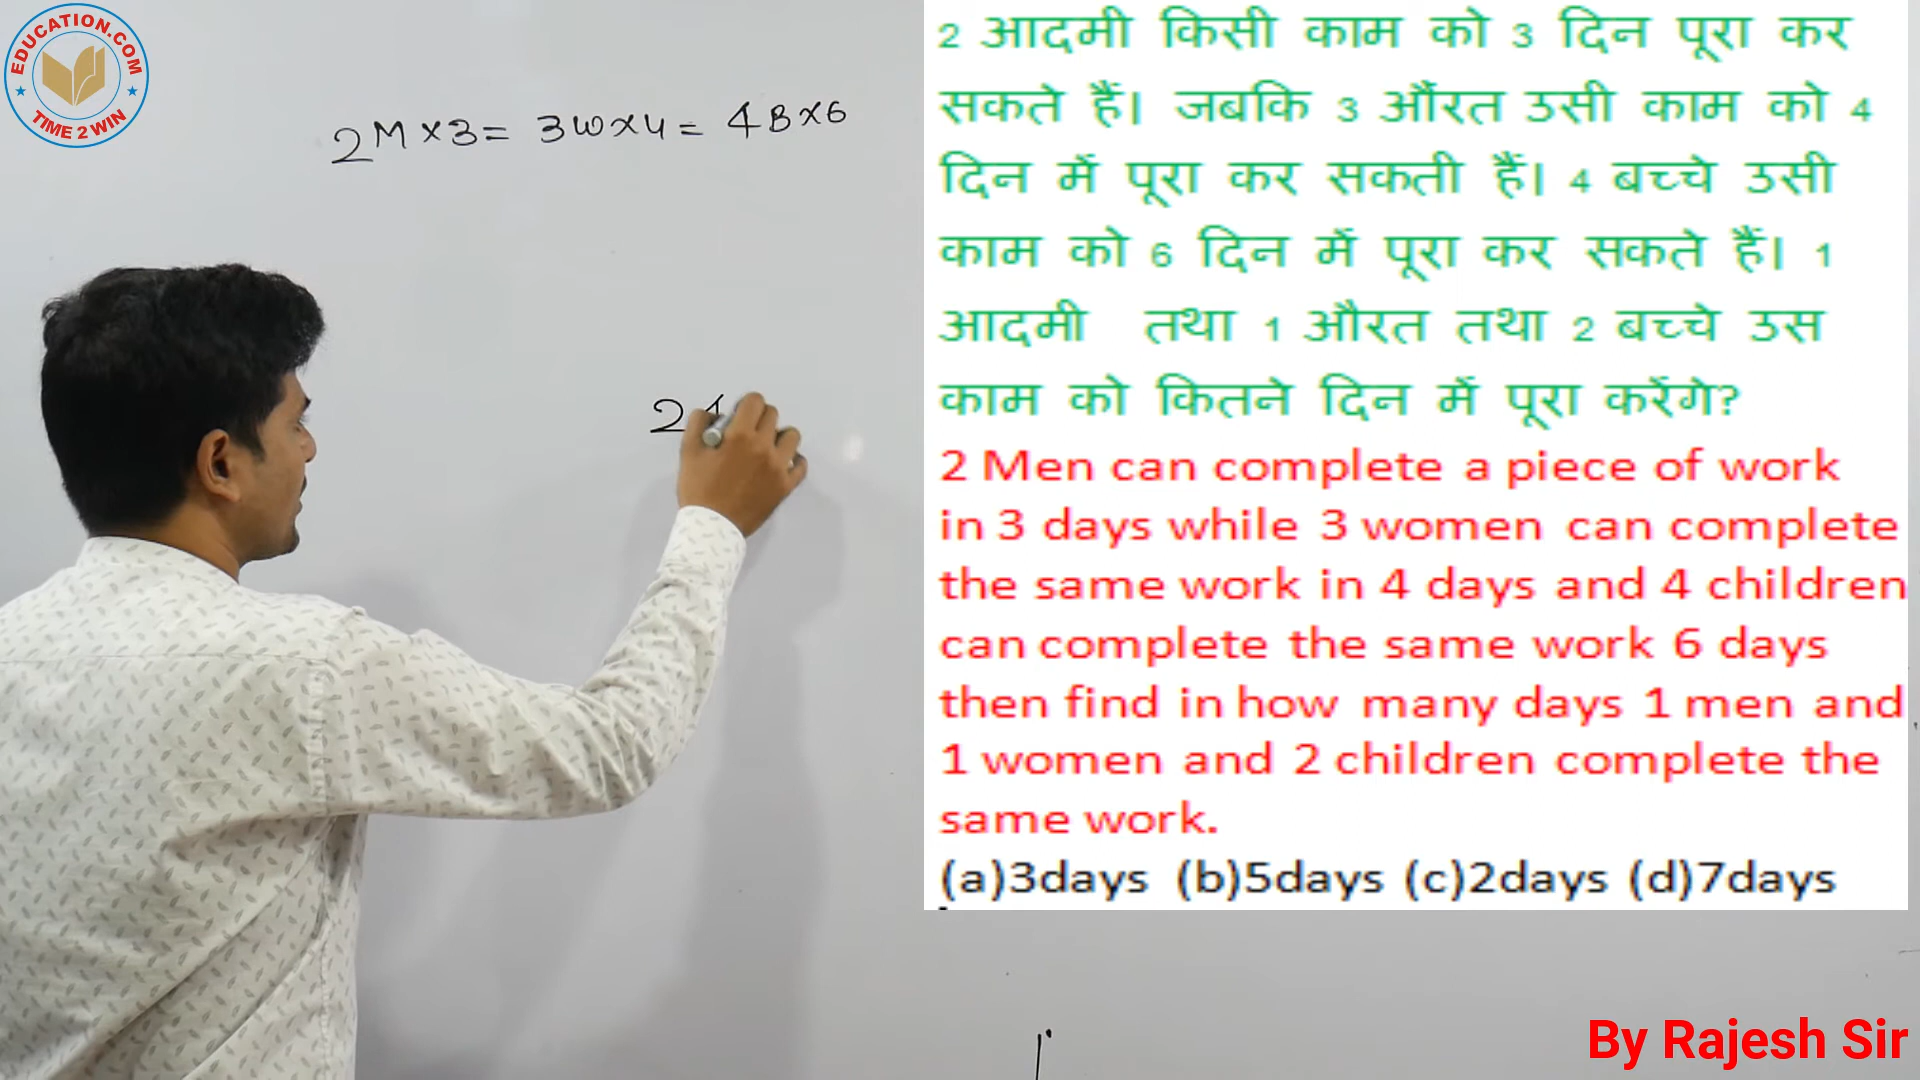 EDUCATION.COM
TIME 2 WIN
2M×3= 3W×4= 4B×6
2
2 आदमी किसी काम को 3 दिन पूरा कर
सकते हैं। जबकि 3 औंरत उसी काम को 4
दिन में पूरा कर सकती हैं। 4 बच्चे उसी
काम को 6 दिन में पूरा कर सकते हैं। 1
आदमी तथा 1 औरत तथा 2 बच्चे उस
काम को कितने दिन में पूरा करेंगे?
2 Men can complete a piece of work
in 3 days while 3 women can complete
the same work in 4 days and 4 children
can complete the same work 6 days
then find in how many days 1 men and
1 women and 2 children complete the
same work.
(a)3days (b)5days (c)2days (d)7days
By Rajesh Sir